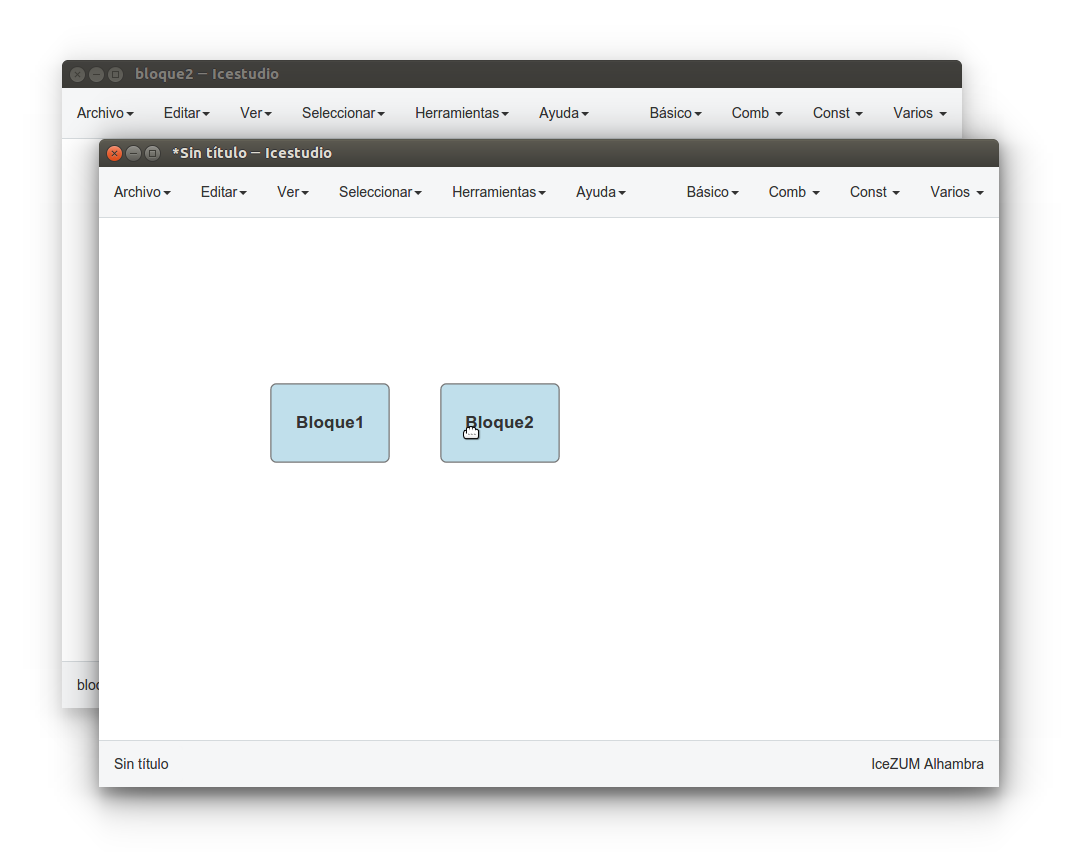 bloque2 — Icestudio
Archivo Editar Ver Seleccionar Herramientas Ayuda Básico Comb Const Varios
*Sin título — Icestudio
Archivo Editar Ver Seleccionar Herramientas Ayuda Básico Comb Const Varios
Bloque1 Bloque2
bloq
Sin título IceZUM Alhambra